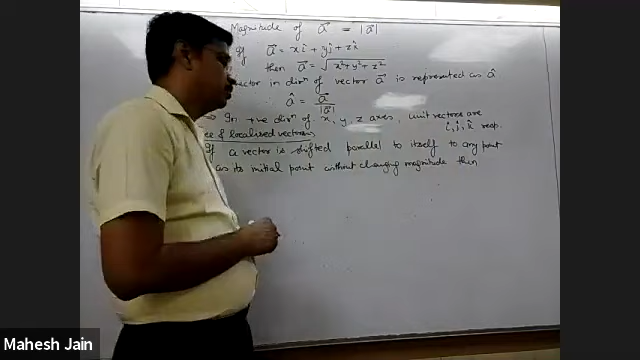 Magnitude of a⃗ = |a⃗|
If a⃗ = xî + yĵ + zk̂
then a⃗ = √x²+y²+z²
vector in dirⁿ of vector a⃗ is represented as â
∴ â = a⃗/|a⃗|
In +ve dirⁿ of x, y, z axes, unit vectors are
î, ĵ, k̂ resp.
& localised vectors
If a vector is shifted parallel to itself to any point
as its initial point without changing magnitude then
Mahesh Jain